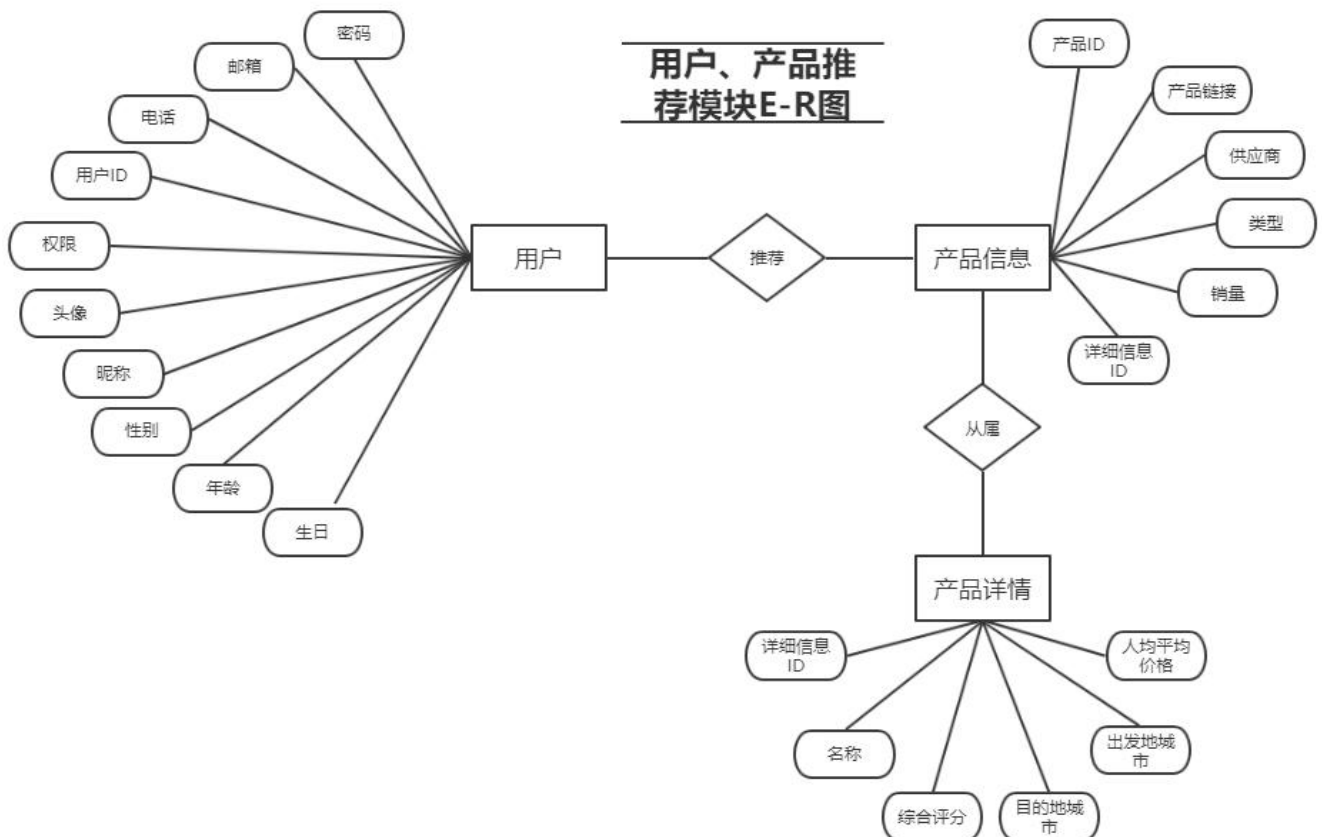 用户、产品推
荐模块E-R图
密码
邮箱
电话
用户ID
权限
头像
昵称
性别
年龄
生日
用户
推荐
产品信息
产品ID
产品链接
供应商
类型
销量
详细信息
ID
从属
产品详情
详细信息
ID
名称
综合评分
目的地城
市
出发地城
市
人均平均
价格